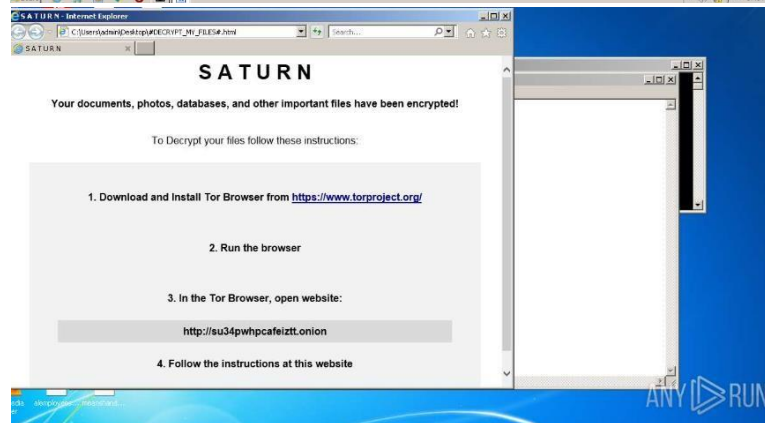 SATURN - Internet Explorer
C:\Users\admin\Desktop\#DECRYPT_MY_FILES#.html
Search...
SATURN
S A T U R N
Your documents, photos, databases, and other important files have been encrypted!
To Decrypt your files follow these instructions:
1. Download and Install Tor Browser from https://www.torproject.org/
2. Run the browser
3. In the Tor Browser, open website:
http://su34pwhpcafeiztt.onion
4. Follow the instructions at this website
ANY RUN